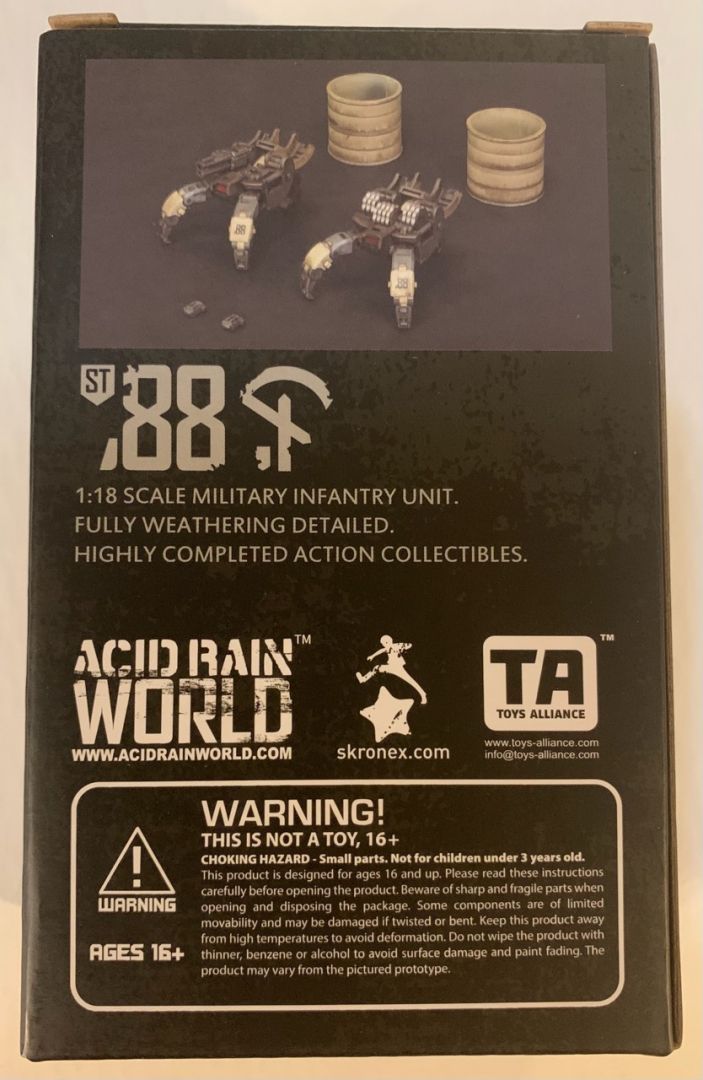 88
88
ST
88
1:18 SCALE MILITARY INFANTRY UNIT.
FULLY WEATHERING DETAILED.
HIGHLY COMPLETED ACTION COLLECTIBLES.
ACID RAIN™
WORLD
WWW.ACIDRAINWORLD.COM
skronex.com
TA™
TOYS ALLIANCE
www.toys-alliance.com
info@toys-alliance.com
WARNING
AGES 16+
WARNING!
THIS IS NOT A TOY, 16+
CHOKING HAZARD - Small parts. Not for children under 3 years old.
This product is designed for ages 16 and up. Please read these instructions
carefully before opening the product. Beware of sharp and fragile parts when
opening and disposing the package. Some components are of limited
movability and may be damaged if twisted or bent. Keep this product away
from high temperatures to avoid deformation. Do not wipe the product with
thinner, benzene or alcohol to avoid surface damage and paint fading. The
product may vary from the pictured prototype.